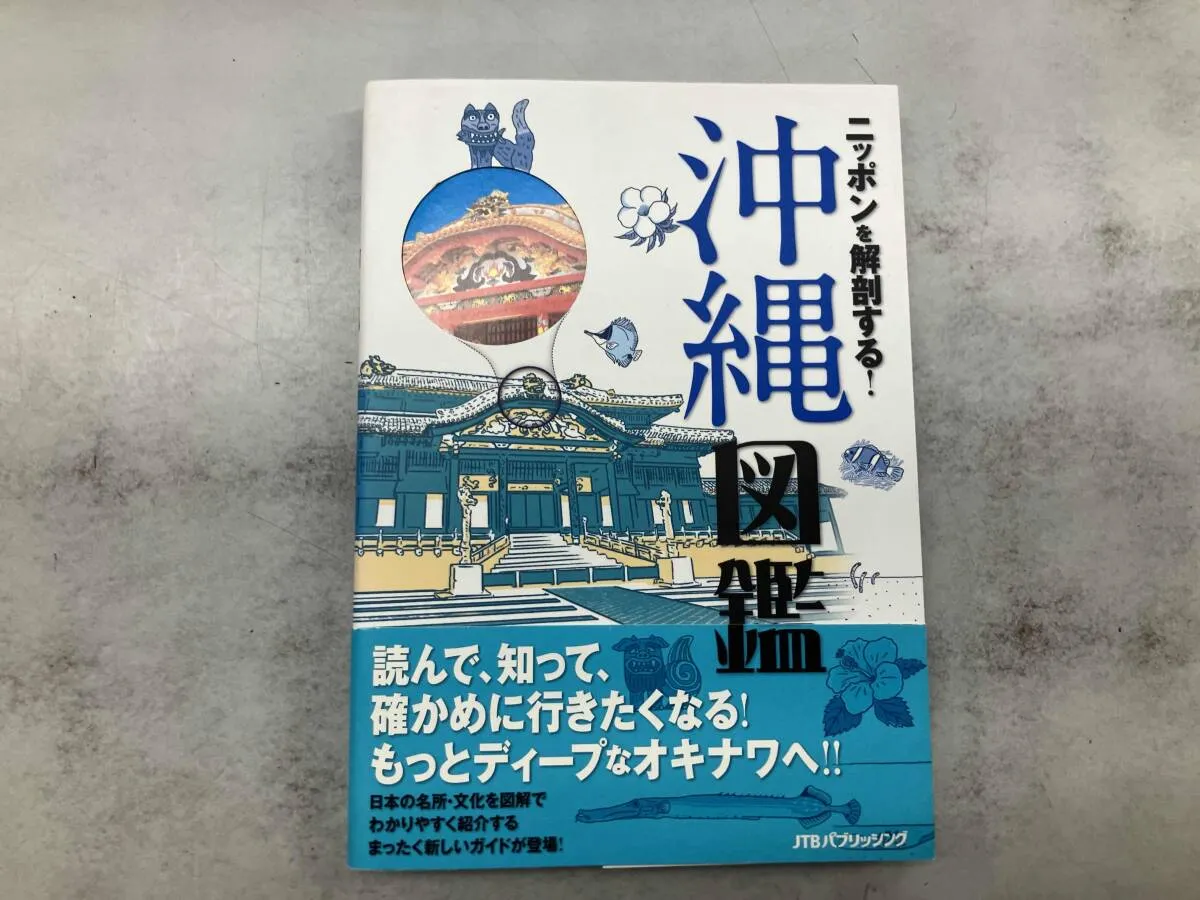 ニッポンを解剖する!
沖縄
図鑑
読んで、知って、
確かめに行きたくなる!
もっとディープなオキナワへ!!
日本の名所・文化を図解で
わかりやすく紹介する
まったく新しいガイドが登場!
JTBパブリッシング